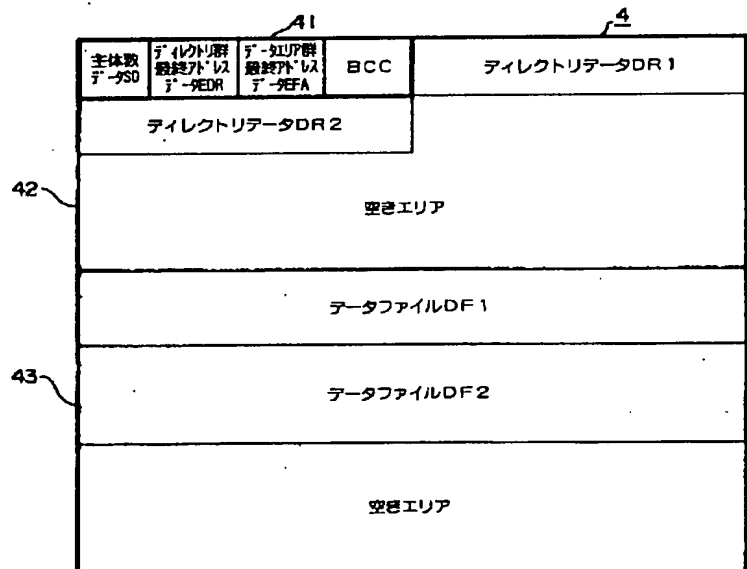 41
4
主体数
データSD
ディレクトリ群
最終アドレス
データEDR
データエリア群
最終アドレス
データEFA
BCC
ディレクトリデータDR1
ディレクトリデータDR2
42
空きエリア
データファイルDF1
43
データファイルDF2
空きエリア